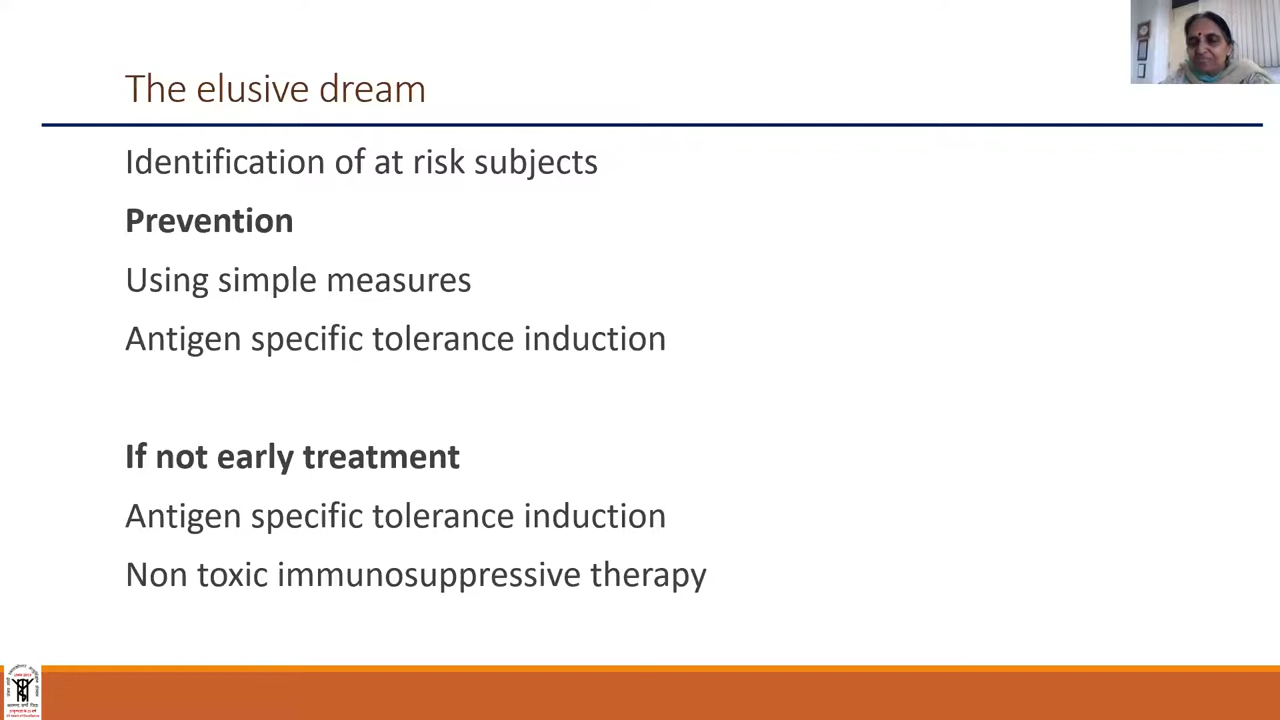 The elusive dream
Identification of at risk subjects
Prevention
Using simple measures
Antigen specific tolerance induction
If not early treatment
Antigen specific tolerance induction
Non toxic immunosuppressive therapy